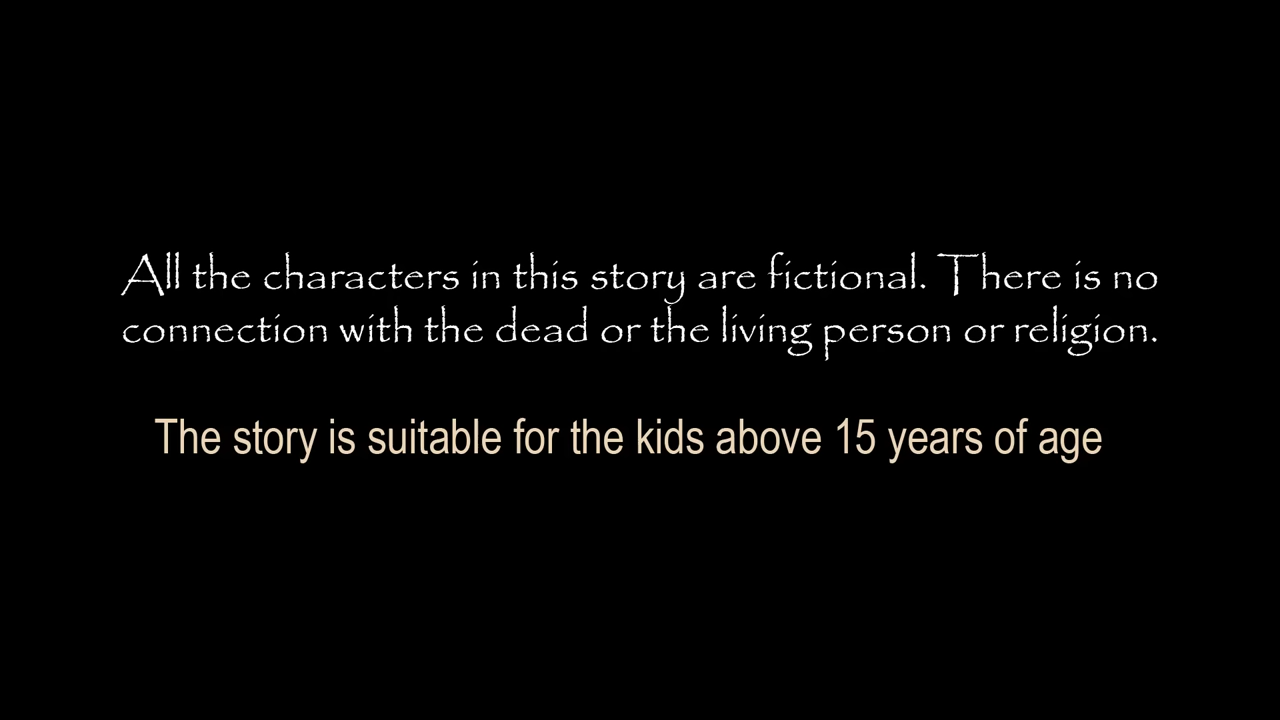 All the characters in this story are fictional. There is no
connection with the dead or the living person or religion.
The story is suitable for the kids above 15 years of age